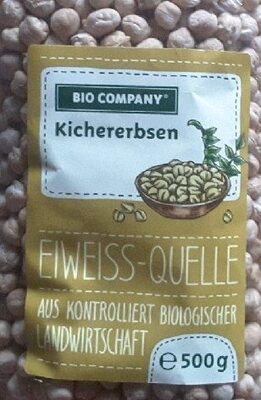 BIO COMPANY®
Kichererbsen
EIWEISS-QUELLE
AUS KONTROLLIERT BIOLOGISCHER
LANDWIRTSCHAFT
℮ 500g